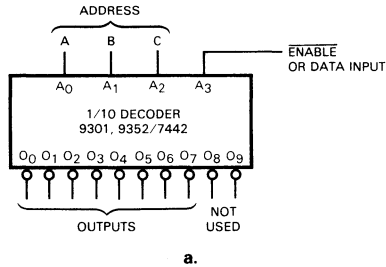 ADDRESS
A B C
ENABLE
OR DATA INPUT
A0 A1 A2 A3
1/10 DECODER
9301, 9352/7442
O0 O1 O2 O3 O4 O5 O6 O7 O8 O9
OUTPUTS
NOT
USED
a.